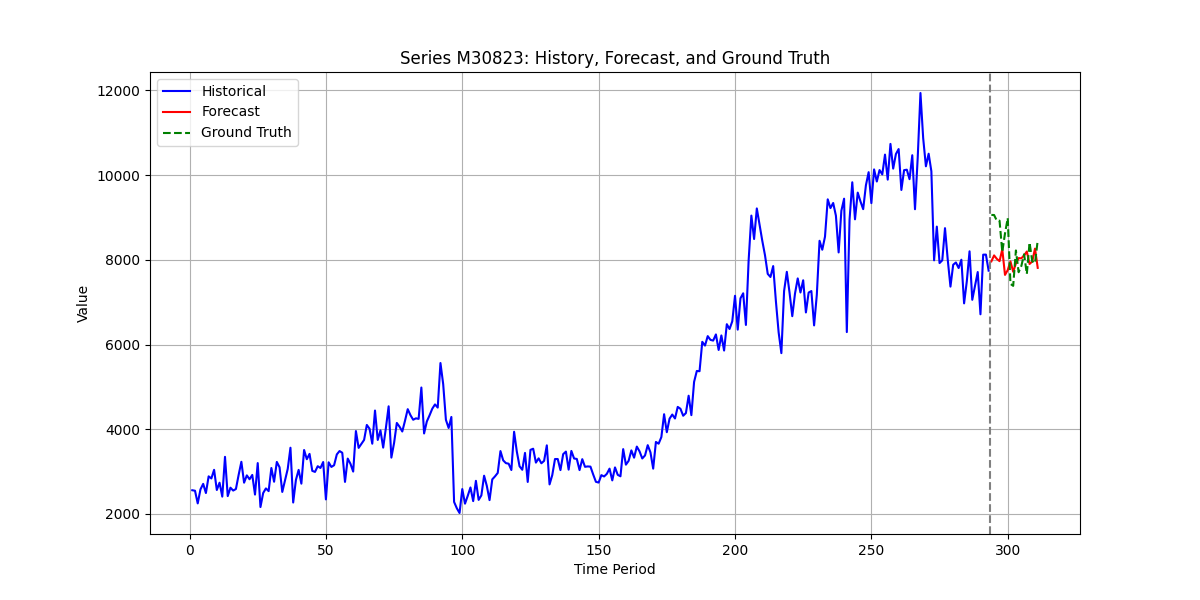 Series M30823: History, Forecast, and Ground Truth
Historical
Forecast
Ground Truth
12000
10000
8000
6000
4000
2000
Value
0 50 100 150 200 250 300
Time Period